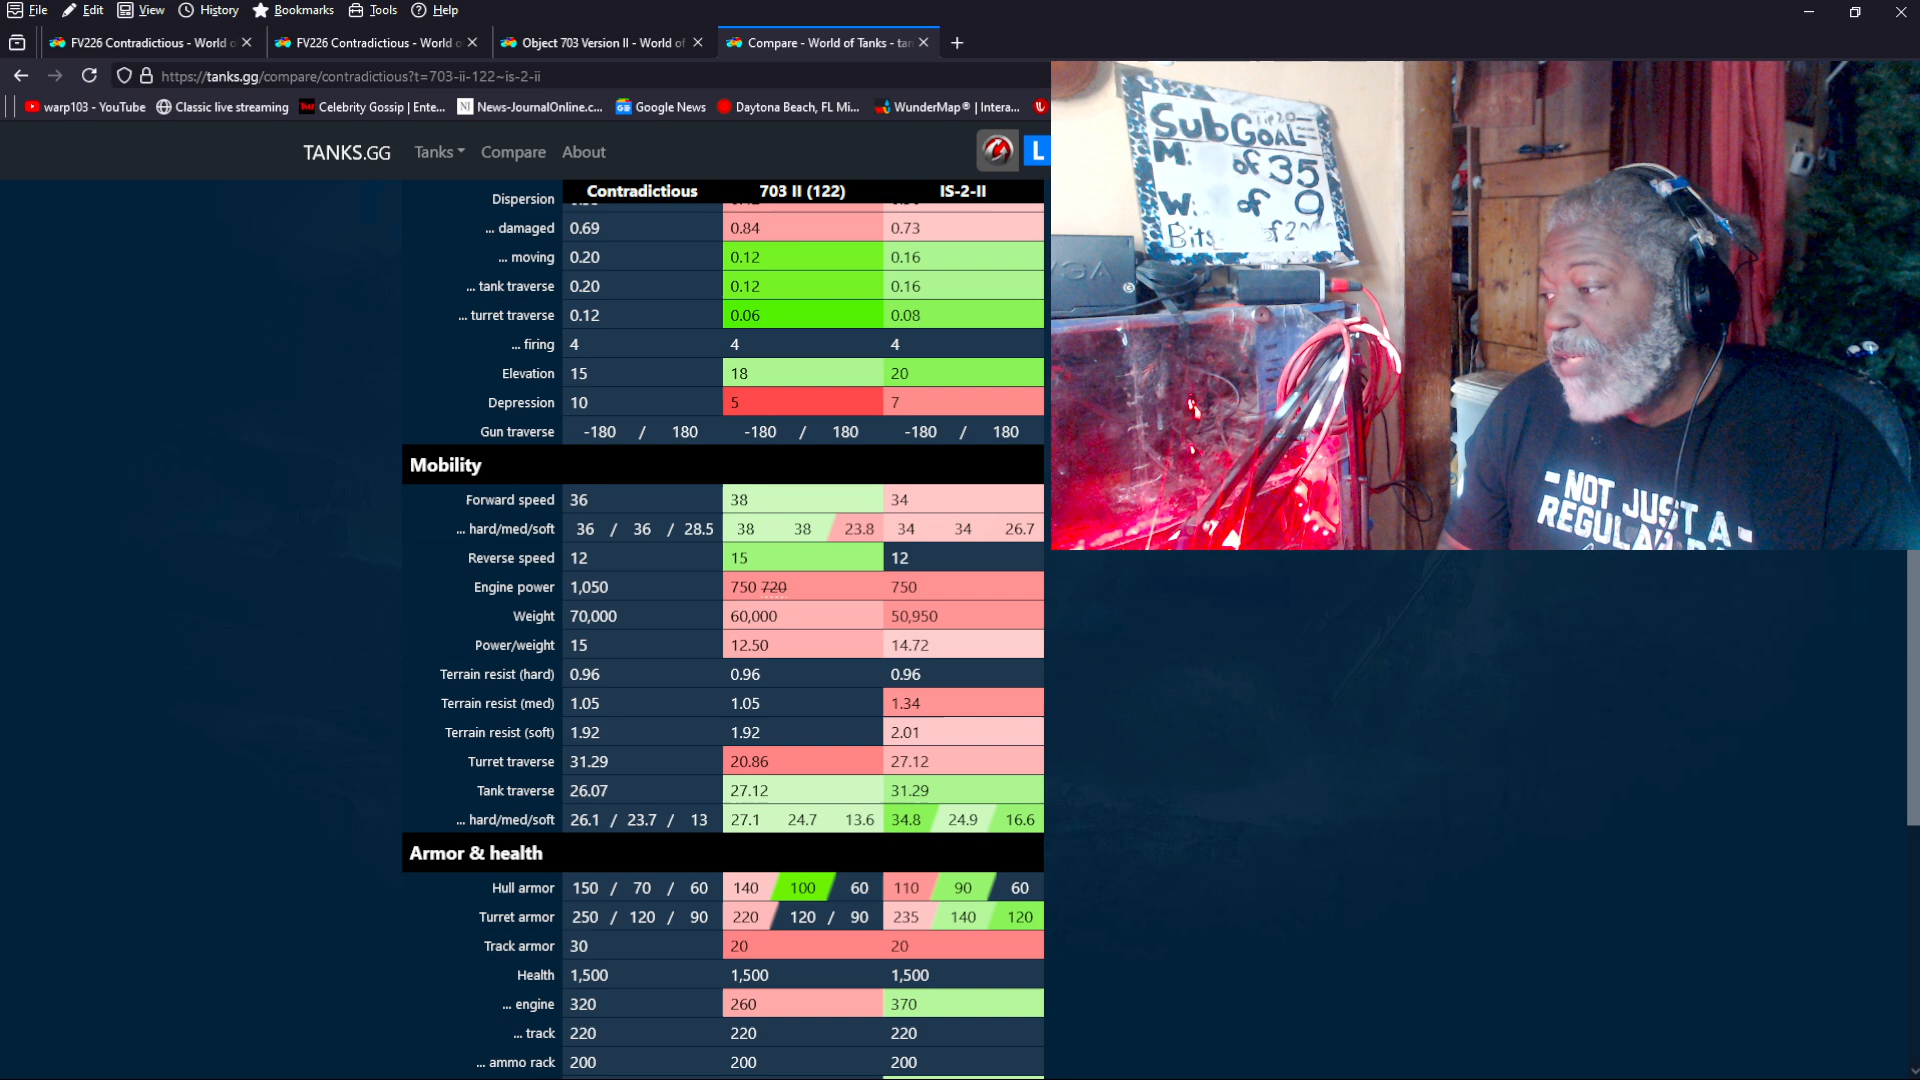 File Edit View History Bookmarks Tools Help
FV226 Contradictious - World o
FV226 Contradictious - World o
Object 703 Version II - World of
Compare - World of Tanks - tan
https://tanks.gg/compare/contradictious?t=703-ii-122~is-2-ii
warp103 - YouTube Classic live streaming Celebrity Gossip | Ente... News-JournalOnline.c... Google News Daytona Beach, FL Mi... WunderMap® | Intera...
TANKS.GG Tanks Compare About L
Contradictious 703 II (122) IS-2-II
Dispersion
... damaged 0.69 0.84 0.73
... moving 0.20 0.12 0.16
... tank traverse 0.20 0.12 0.16
... turret traverse 0.12 0.06 0.08
... firing 4 4 4
Elevation 15 18 20
Depression 10 5 7
Gun traverse -180 / 180 -180 / 180 -180 / 180
Mobility
Forward speed 36 38 34
... hard/med/soft 36 / 36 / 28.5 38 38 23.8 34 34 26.7
Reverse speed 12 15 12
Engine power 1,050 750 720 750
Weight 70,000 60,000 50,950
Power/weight 15 12.50 14.72
Terrain resist (hard) 0.96 0.96 0.96
Terrain resist (med) 1.05 1.05 1.34
Terrain resist (soft) 1.92 1.92 2.01
Turret traverse 31.29 20.86 27.12
Tank traverse 26.07 27.12 31.29
... hard/med/soft 26.1 / 23.7 / 13 27.1 24.7 13.6 34.8 24.9 16.6
Armor & health
Hull armor 150 / 70 / 60 140 100 60 110 90 60
Turret armor 250 / 120 / 90 220 120 / 90 235 140 120
Track armor 30 20 20
Health 1,500 1,500 1,500
... engine 320 260 370
... track 220 220 220
... ammo rack 200 200 200
SubGoal
M: of 35
W: of 9
Bits
- NOT JUST A -